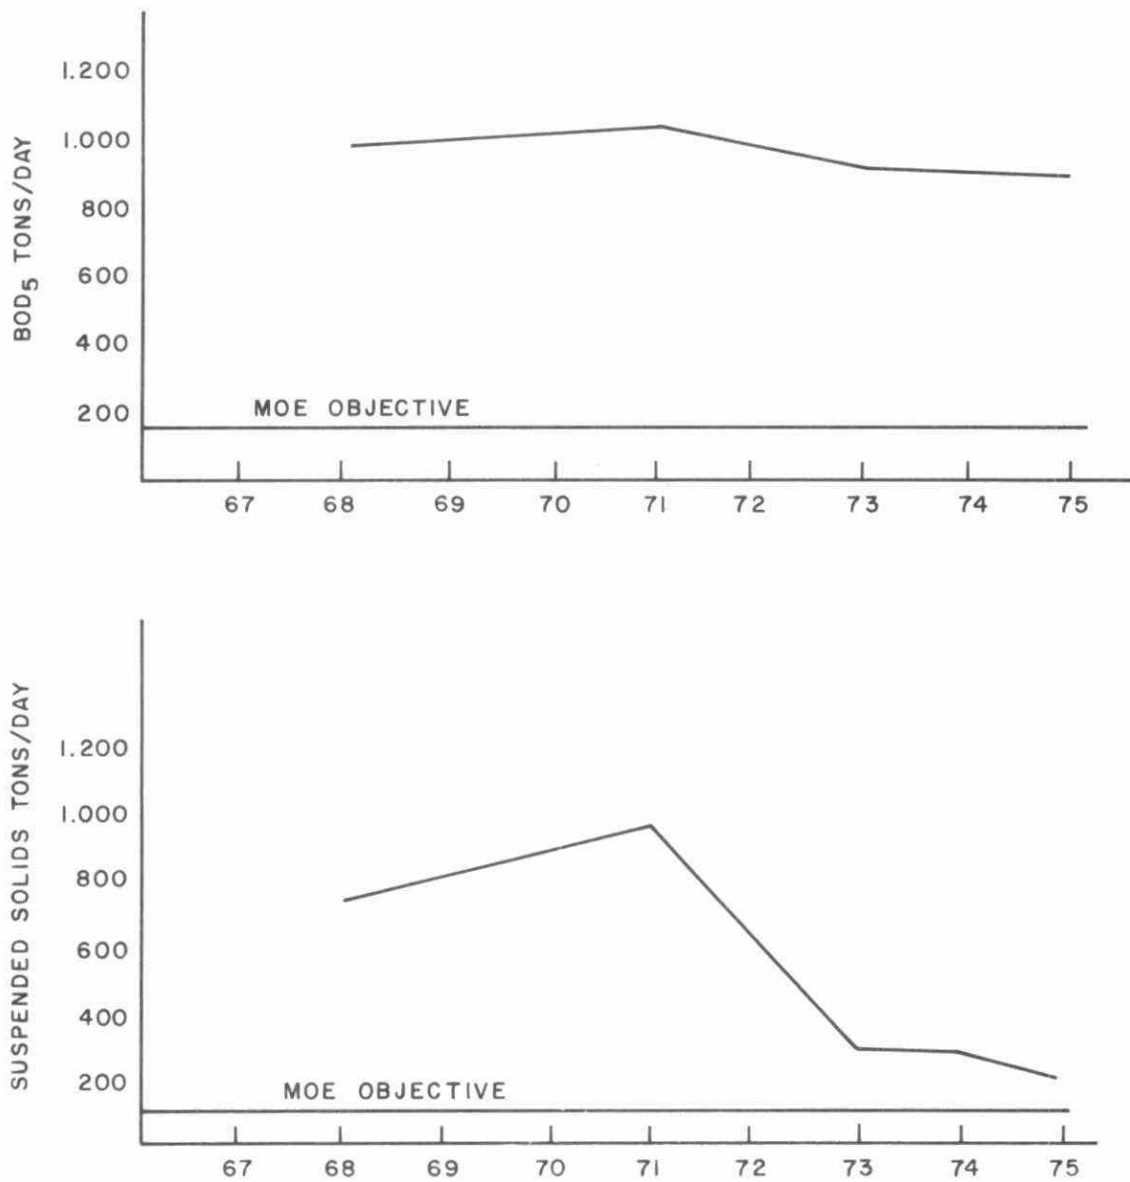 BOD5 TONS/DAY
1.200
1.000
800
600
400
200
MOE OBJECTIVE
67 68 69 70 71 72 73 74 75
SUSPENDED SOLIDS TONS/DAY
1.200
1.000
800
600
400
200
MOE OBJECTIVE
67 68 69 70 71 72 73 74 75